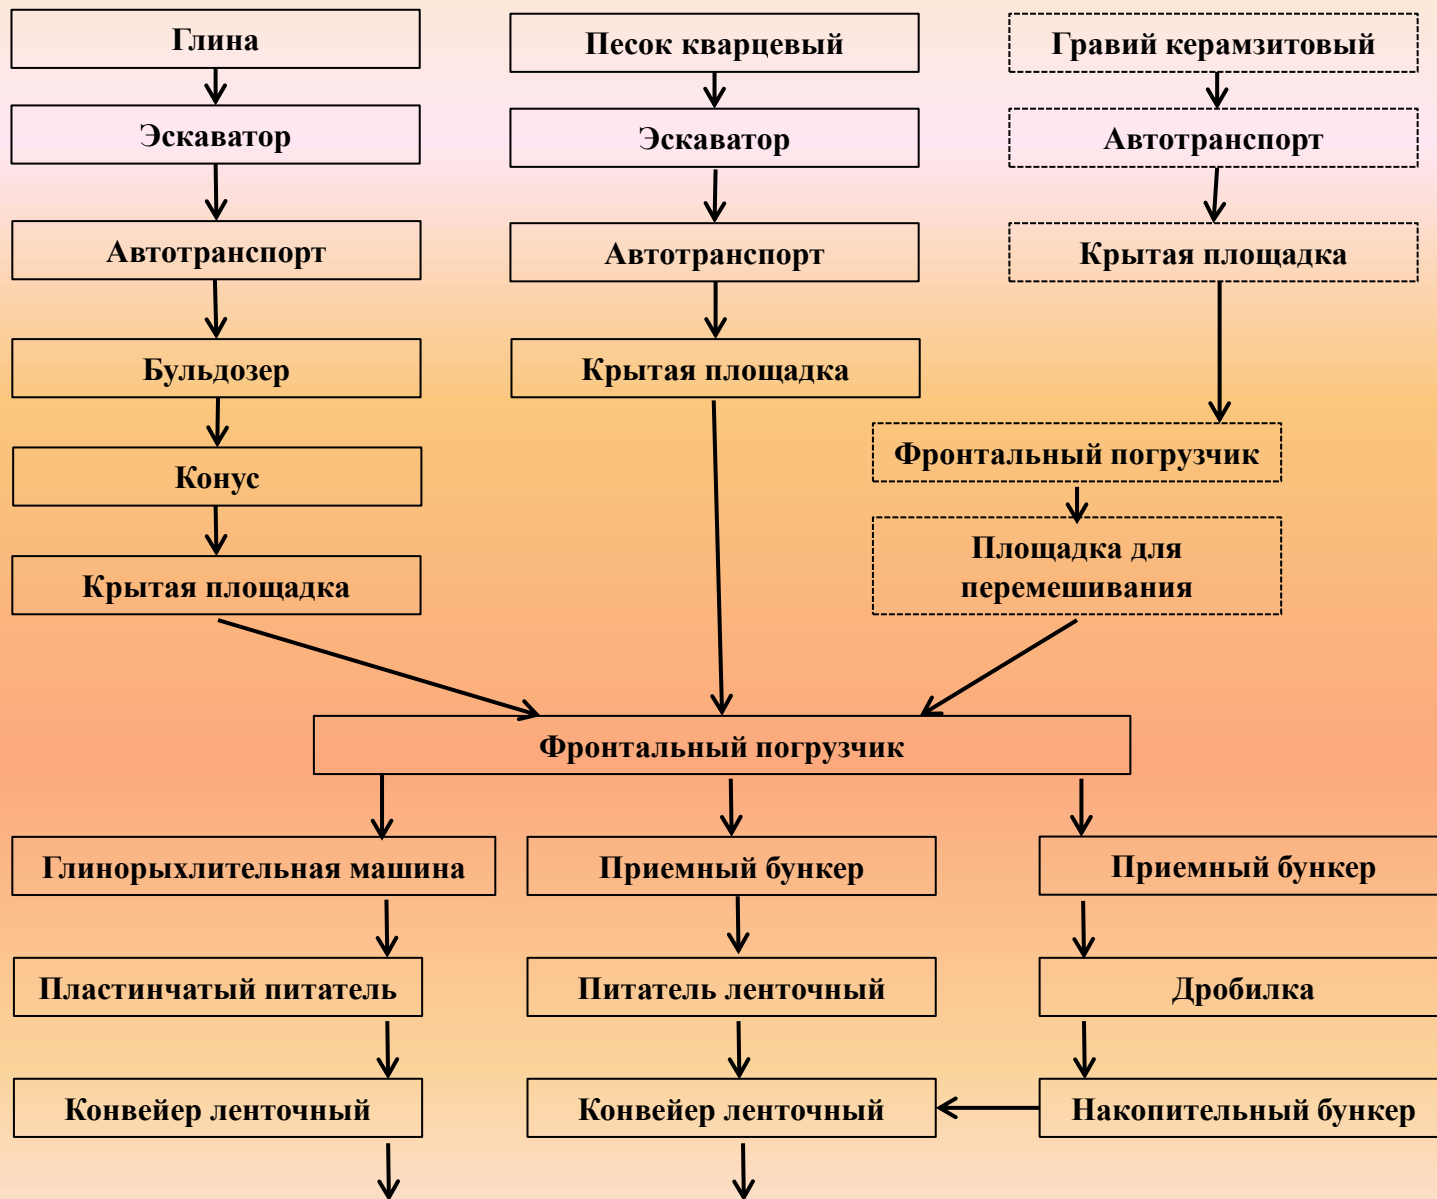 Глина
Песок кварцевый
Гравий керамзитовый
Эскаватор
Эскаватор
Автотранспорт
Автотранспорт
Автотранспорт
Крытая площадка
Бульдозер
Крытая площадка
Фронтальный погрузчик
Конус
Площадка для
перемешивания
Крытая площадка
Фронтальный погрузчик
Глинорыхлительная машина
Приемный бункер
Приемный бункер
Пластинчатый питатель
Питатель ленточный
Дробилка
Конвейер ленточный
Конвейер ленточный
Накопительный бункер